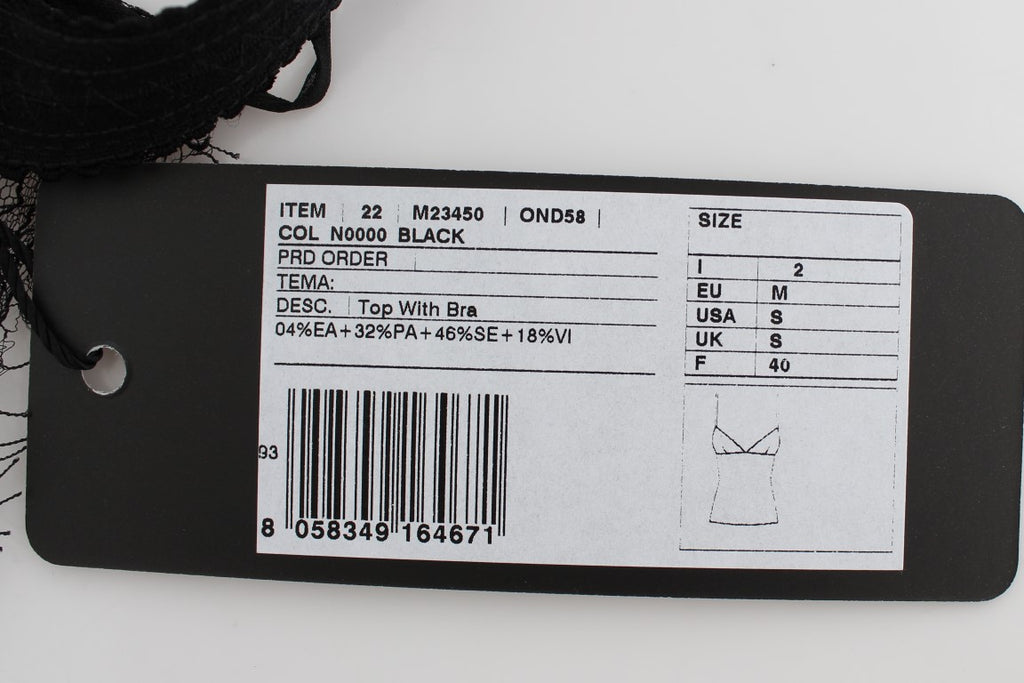 ITEM 22 M23450 OND58
COL N0000 BLACK
PRD ORDER
TEMA:
DESC. Top With Bra
04%EA+32%PA+46%SE+18%VI
93
8 058349 164671
SIZE
I 2
EU M
USA S
UK S
F 40